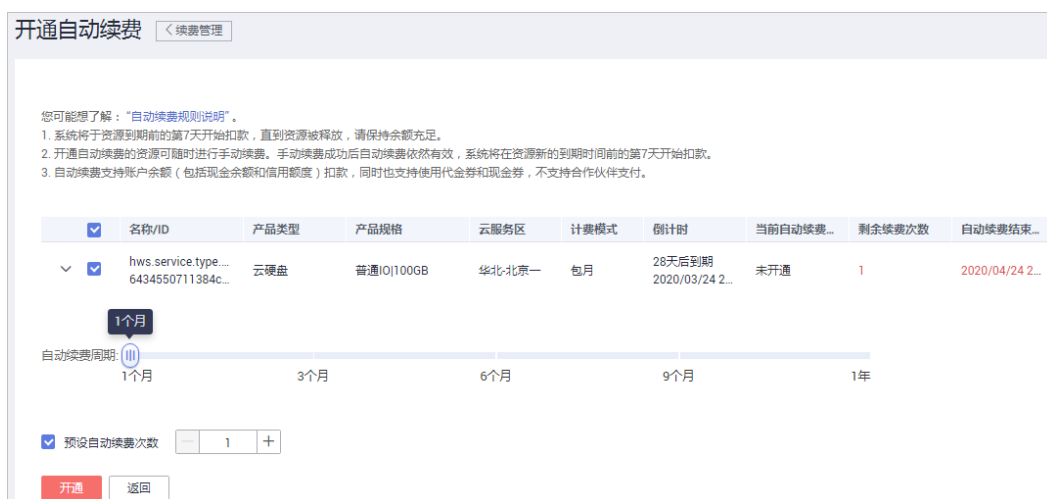 开通自动续费 <续费管理
您可能想了解：“自动续费规则说明”。
1. 系统将于资源到期前的第7天开始扣款，直到资源被释放，请保持余额充足。
2. 开通自动续费的资源可随时进行手动续费。手动续费成功后自动续费依然有效，系统将在资源新的到期时间前的第7天开始扣款。
3. 自动续费支持账户余额（包括现金余额和信用额度）扣款，同时也支持使用代金券和现金券，不支持合作伙伴支付。
名称/ID 产品类型 产品规格 云服务区 计费模式 倒计时 当前自动续费... 剩余续费次数 自动续费结束...
hws.service.type.... 云硬盘 普通IO|100GB 华北-北京一 包月 28天后到期 未开通 1 2020/04/24 2...
6434550711384c... 2020/03/24 2...
1个月
自动续费周期:
1个月 3个月 6个月 9个月 1年
预设自动续费次数 — 1 +
开通 返回